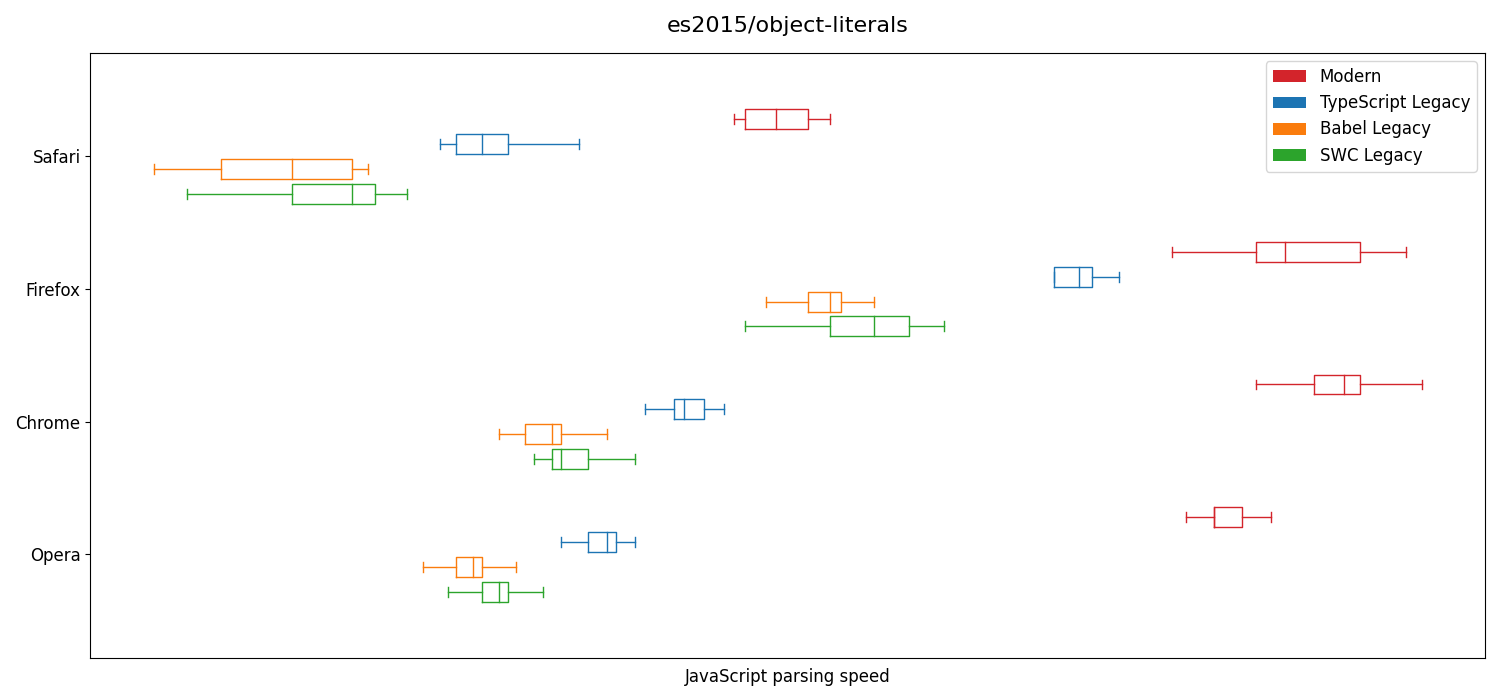 es2015/object-literals
Modern
TypeScript Legacy
Babel Legacy
SWC Legacy
Safari
Firefox
Chrome
Opera
JavaScript parsing speed